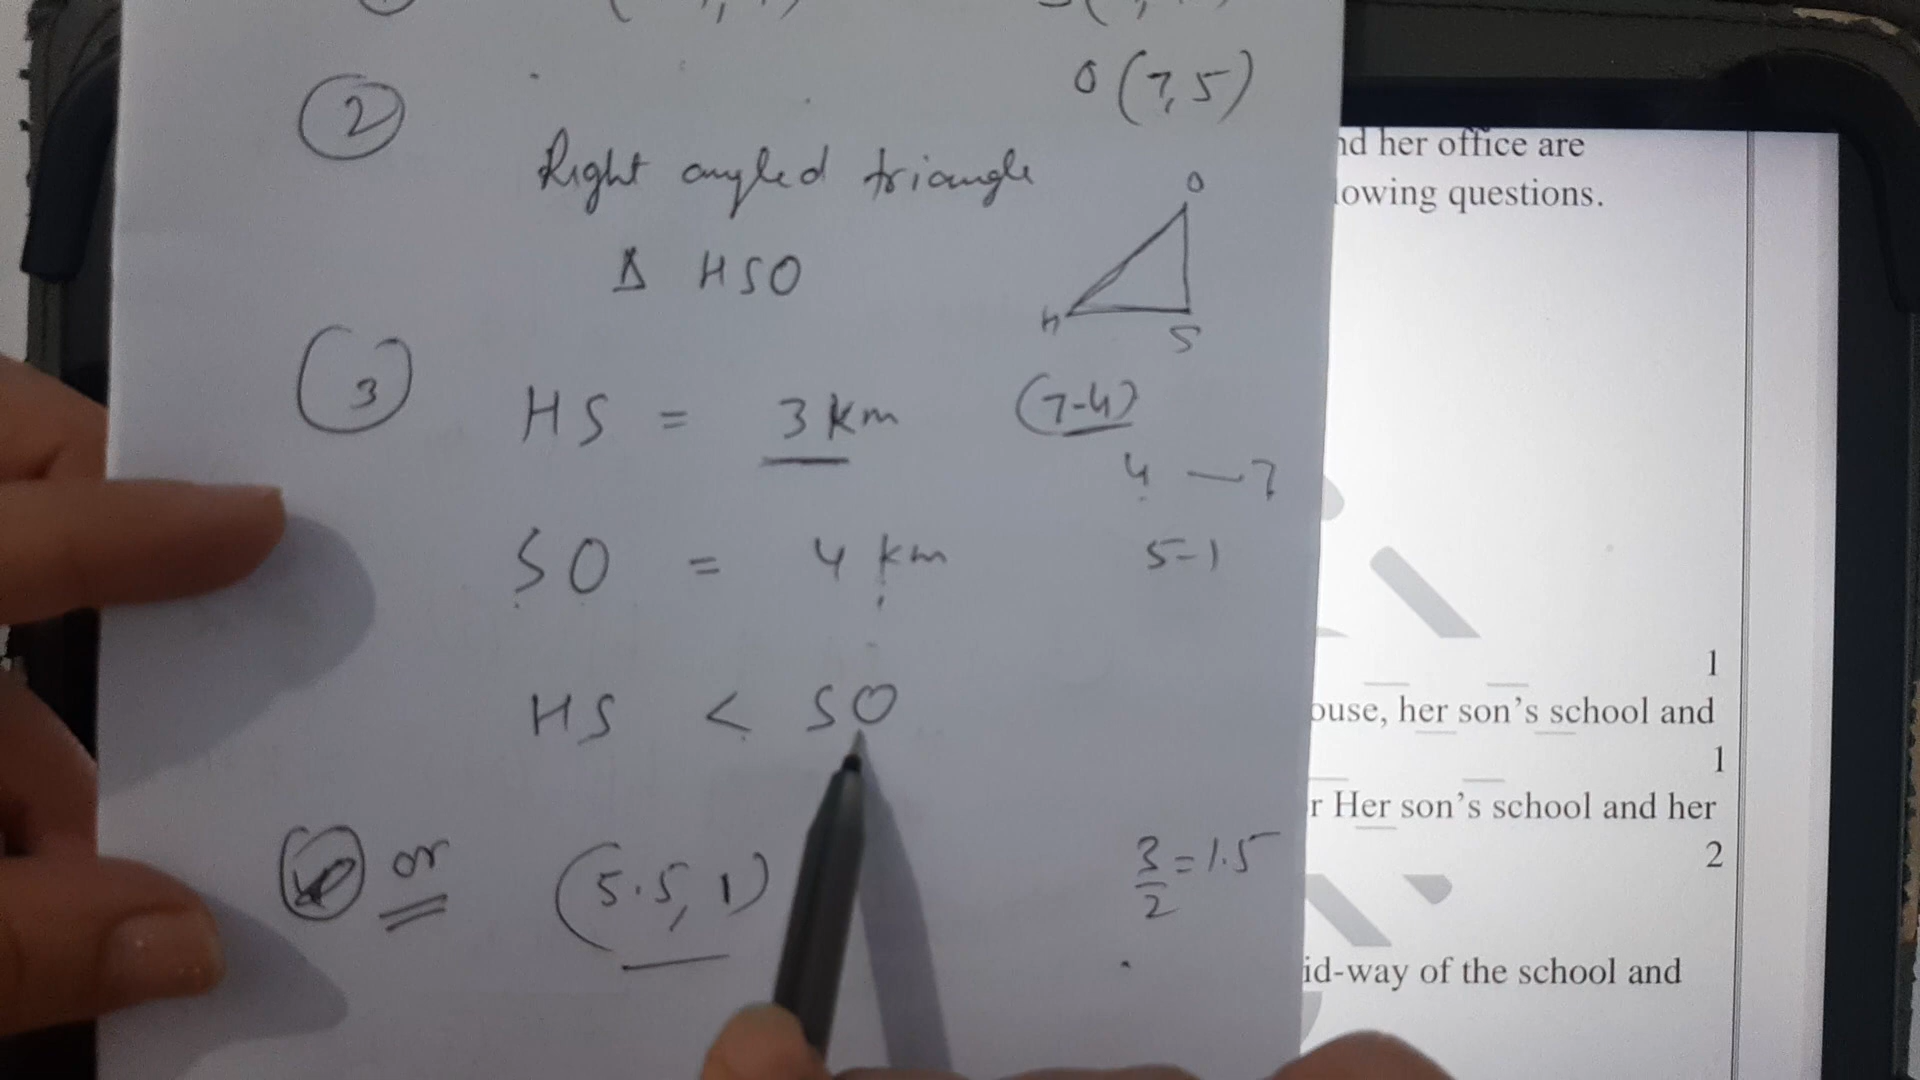 ② O (7,5)
Right angled triangle
Δ HSO
O
H S
③ HS = 3 km (7-4)
4 — 7
SO = 4 km 5-1
HS < SO
or (5.5, 1) 3/2 = 1.5
nd her office are
lowing questions.
1
ouse, her son's school and
1
r Her son's school and her
2
id-way of the school and